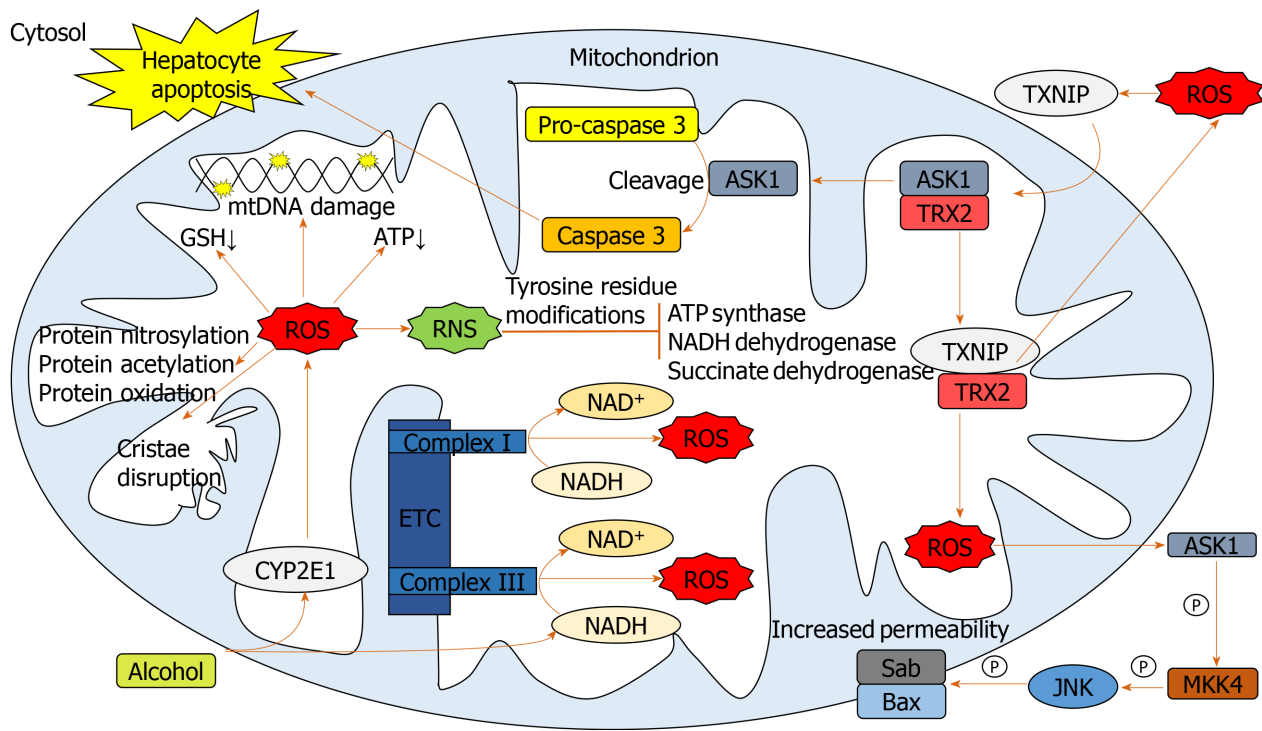 Cytosol
Hepatocyte
apoptosis
Mitochondrion
TXNIP
ROS
Pro-caspase 3
Cleavage
ASK1
Caspase 3
ASK1
TRX2
mtDNA damage
GSH↓
ATP↓
ROS
RNS
Tyrosine residue
modifications
ATP synthase
NADH dehydrogenase
Succinate dehydrogenase
TXNIP
TRX2
Protein nitrosylation
Protein acetylation
Protein oxidation
Cristae
disruption
ETC
Complex I
NAD+
ROS
NADH
Complex III
NAD+
ROS
NADH
CYP2E1
Alcohol
ROS
ASK1
P
MKK4
P
JNK
P
Increased permeability
Sab
Bax